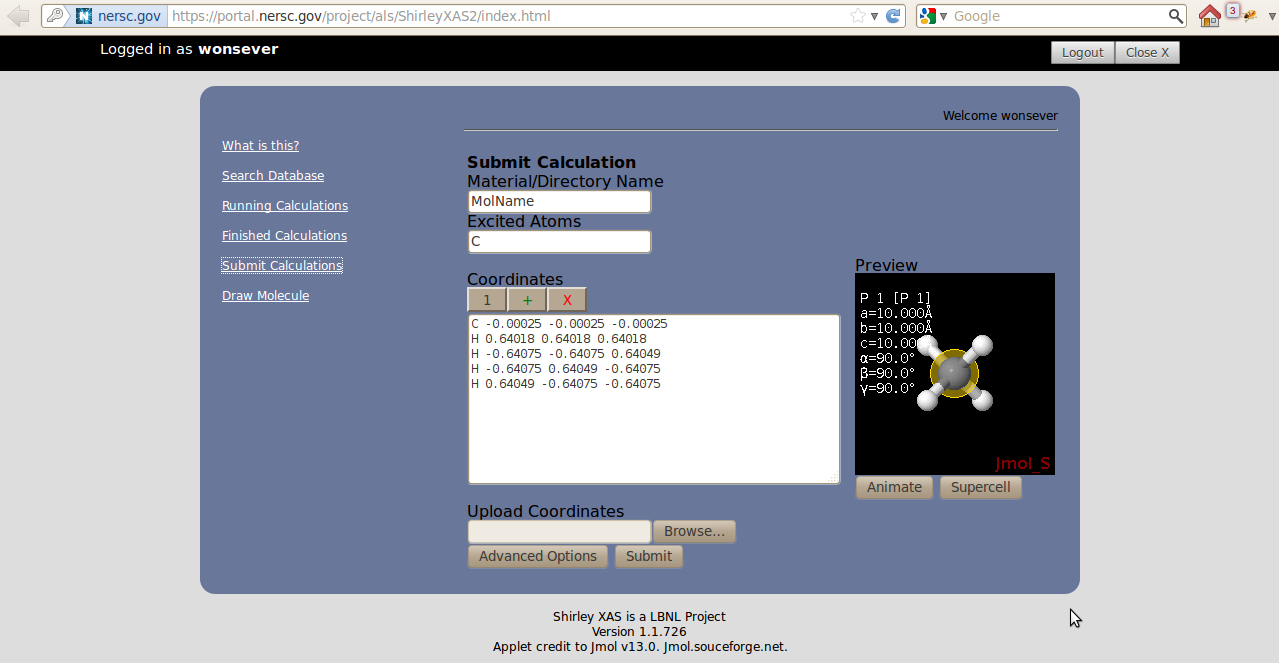 nersc.gov https://portal.nersc.gov/project/als/ShirleyXAS2/index.html Google 3
Logged in as wonsever Logout Close X
Welcome wonsever
What is this?
Search Database
Running Calculations
Finished Calculations
Submit Calculations
Draw Molecule
Submit Calculation
Material/Directory Name
MolName
Excited Atoms
C
Coordinates
1 + X
C -0.00025 -0.00025 -0.00025
H 0.64018 0.64018 0.64018
H -0.64075 -0.64075 0.64049
H -0.64075 0.64049 -0.64075
H 0.64049 -0.64075 -0.64075
Preview
P 1 [P 1]
a=10.000Å
b=10.000Å
c=10.00
α=90.0°
β=90.0°
γ=90.0°
Jmol_S
Animate Supercell
Upload Coordinates
Browse...
Advanced Options Submit
Shirley XAS is a LBNL Project
Version 1.1.726
Applet credit to Jmol v13.0. Jmol.souceforge.net.